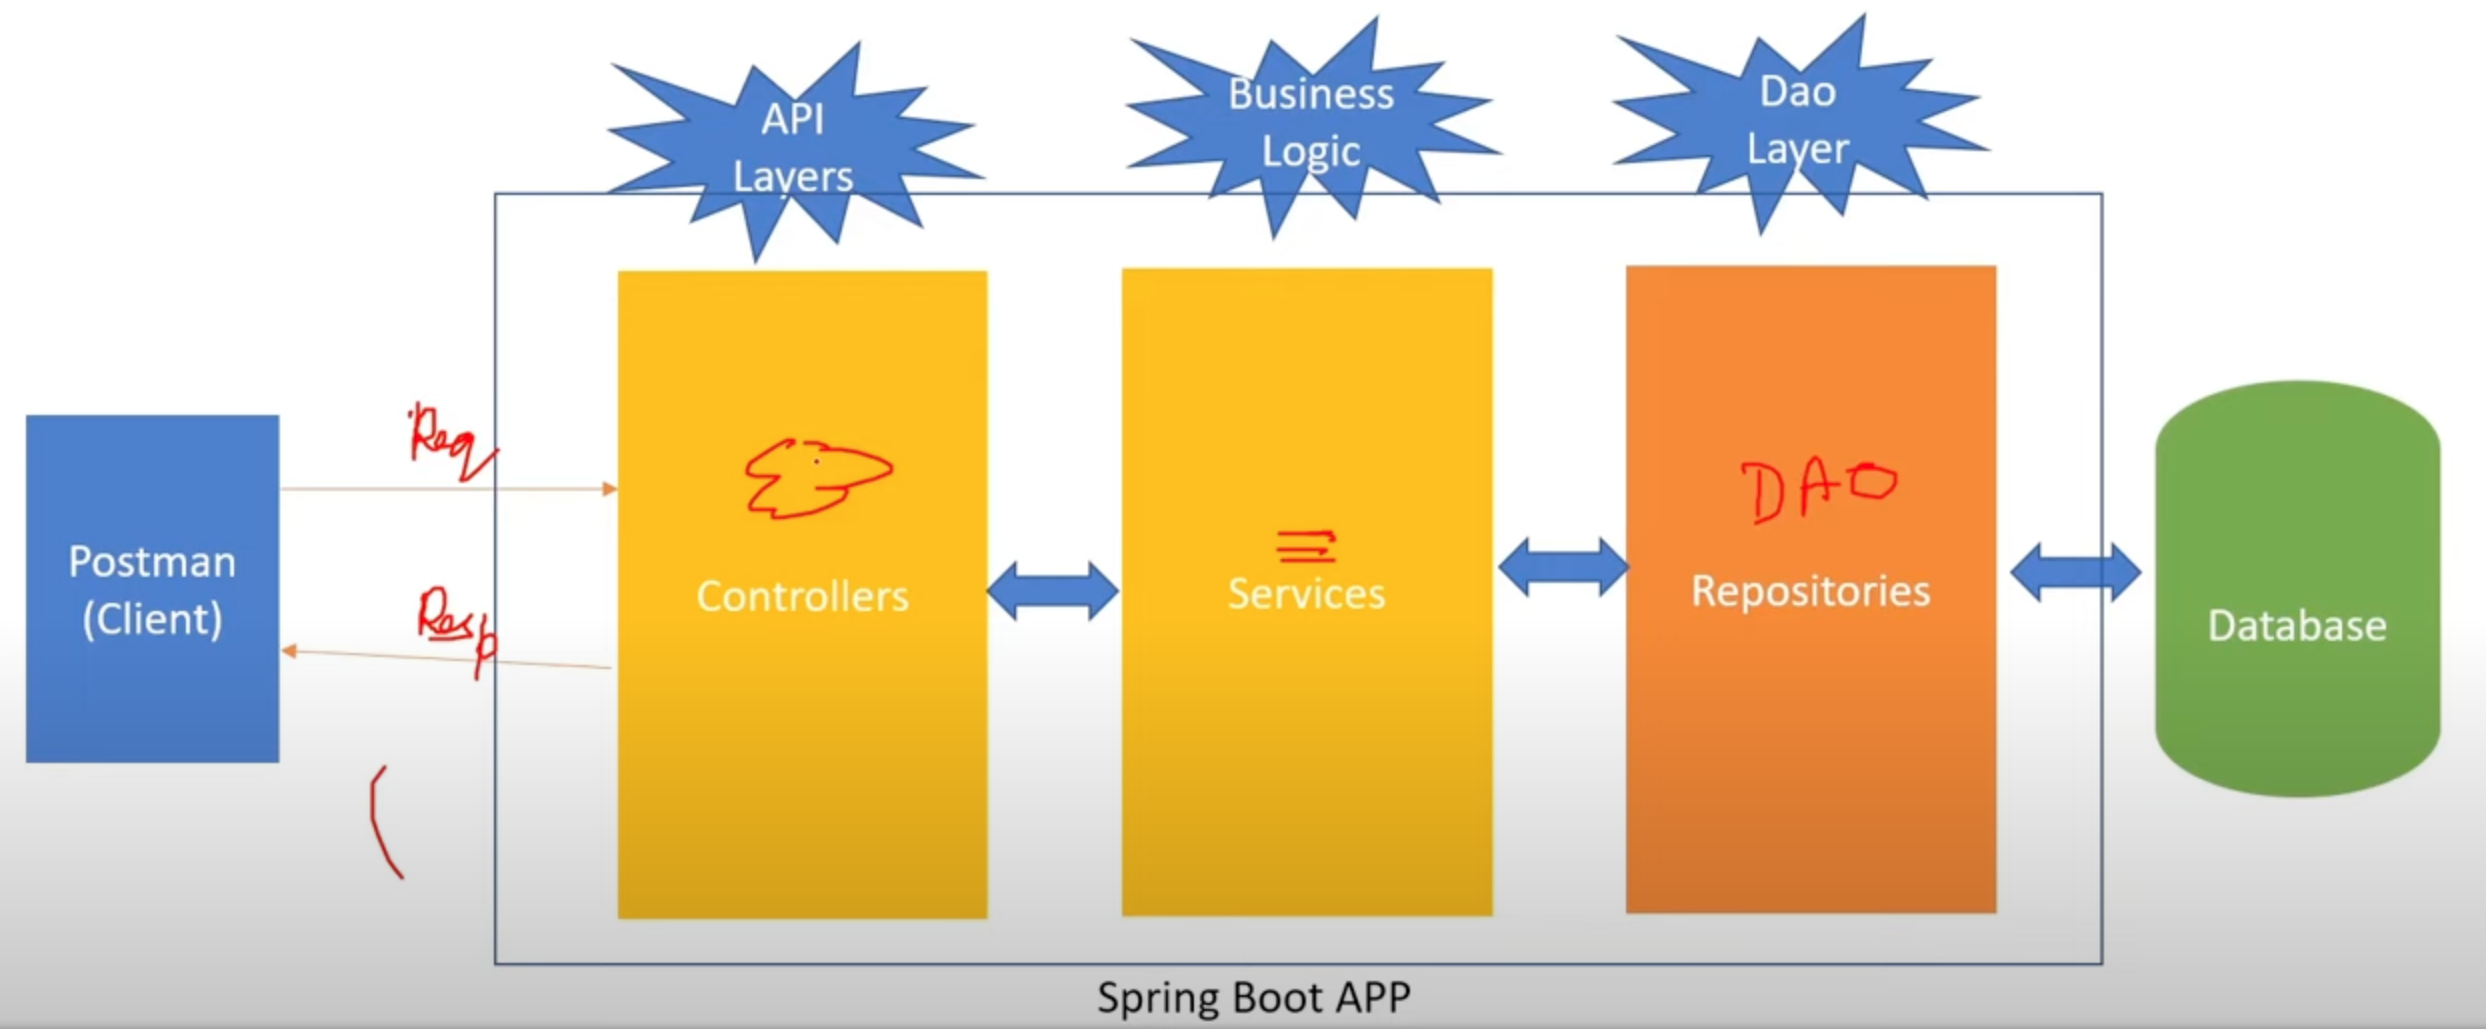 API
Layers
Business
Logic
Dao
Layer
Req
Postman
(Client)
Resp
Controllers
Services
DAO
Repositories
Database
Spring Boot APP